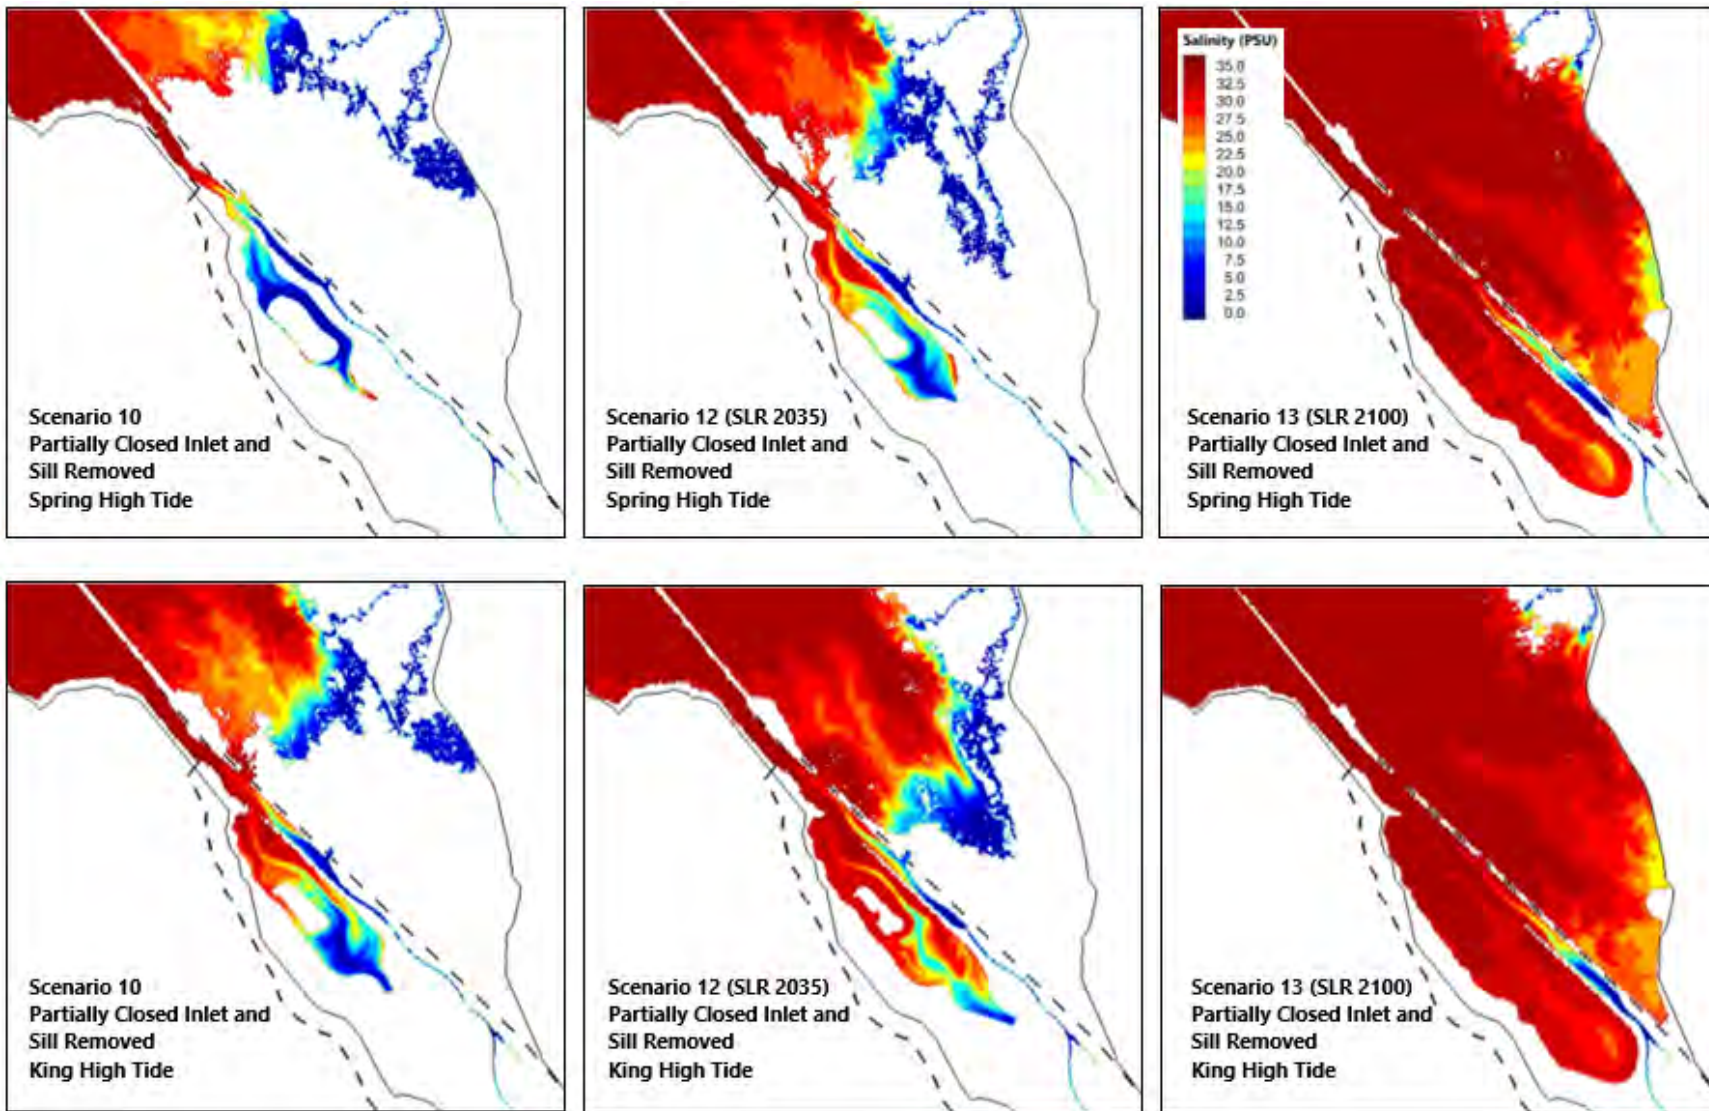 Scenario 10
Partially Closed Inlet and
Sill Removed
Spring High Tide
Scenario 12 (SLR 2035)
Partially Closed Inlet and
Sill Removed
Spring High Tide
Salinity (PSU)
35.0
32.5
30.0
27.5
25.0
22.5
20.0
17.5
15.0
12.5
10.0
7.5
5.0
2.5
0.0
Scenario 13 (SLR 2100)
Partially Closed Inlet and
Sill Removed
Spring High Tide
Scenario 10
Partially Closed Inlet and
Sill Removed
King High Tide
Scenario 12 (SLR 2035)
Partially Closed Inlet and
Sill Removed
King High Tide
Scenario 13 (SLR 2100)
Partially Closed Inlet and
Sill Removed
King High Tide